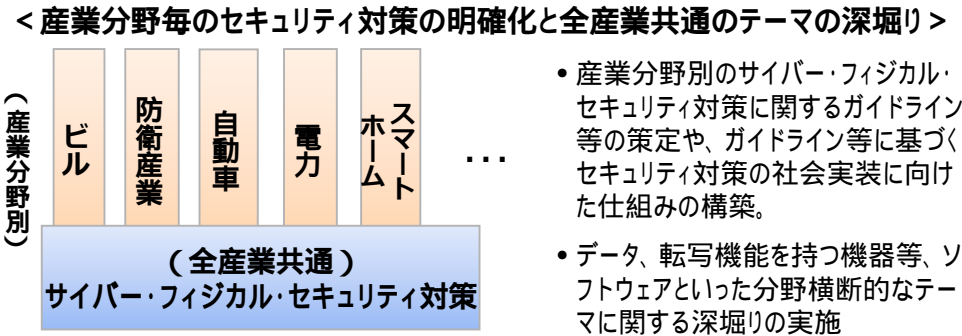 ＜産業分野毎のセキュリティ対策の明確化と全産業共通のテーマの深堀り＞
（産業分野別）
ビル
防衛産業
自動車
電力
スマート
ホーム
...
（全産業共通）
サイバー・フィジカル・セキュリティ対策
• 産業分野別のサイバー・フィジカル・
セキュリティ対策に関するガイドライン
等の策定や、ガイドライン等に基づく
セキュリティ対策の社会実装に向け
た仕組みの構築。
• データ、転写機能を持つ機器等、ソ
フトウェアといった分野横断的なテー
マに関する深堀りの実施